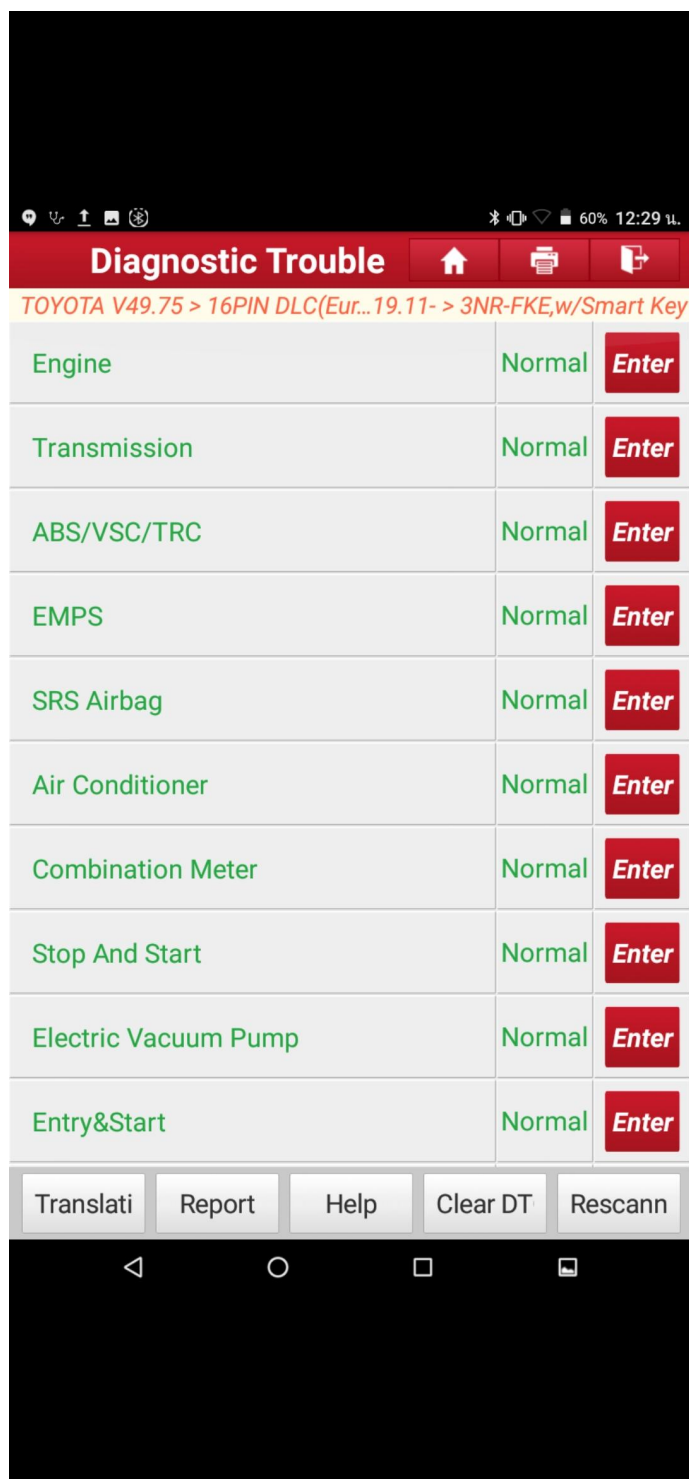 60% 12:29 น.
Diagnostic Trouble
TOYOTA V49.75 > 16PIN DLC(Eur...19.11- > 3NR-FKE,w/Smart Key
Engine Normal Enter
Transmission Normal Enter
ABS/VSC/TRC Normal Enter
EMPS Normal Enter
SRS Airbag Normal Enter
Air Conditioner Normal Enter
Combination Meter Normal Enter
Stop And Start Normal Enter
Electric Vacuum Pump Normal Enter
Entry&Start Normal Enter
Translati Report Help Clear DT Rescann